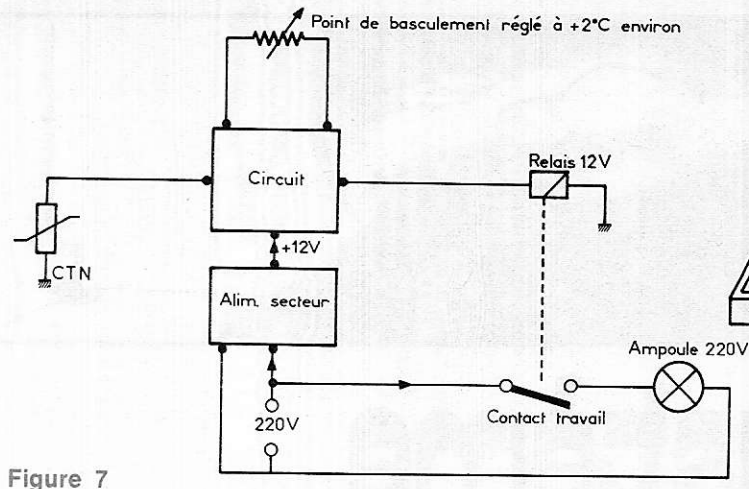 Point de basculement réglé à +2°C environ
Circuit
Relais 12V
CTN
+12V
Alim. secteur
Ampoule 220V
220V
Contact travail
Figure 7